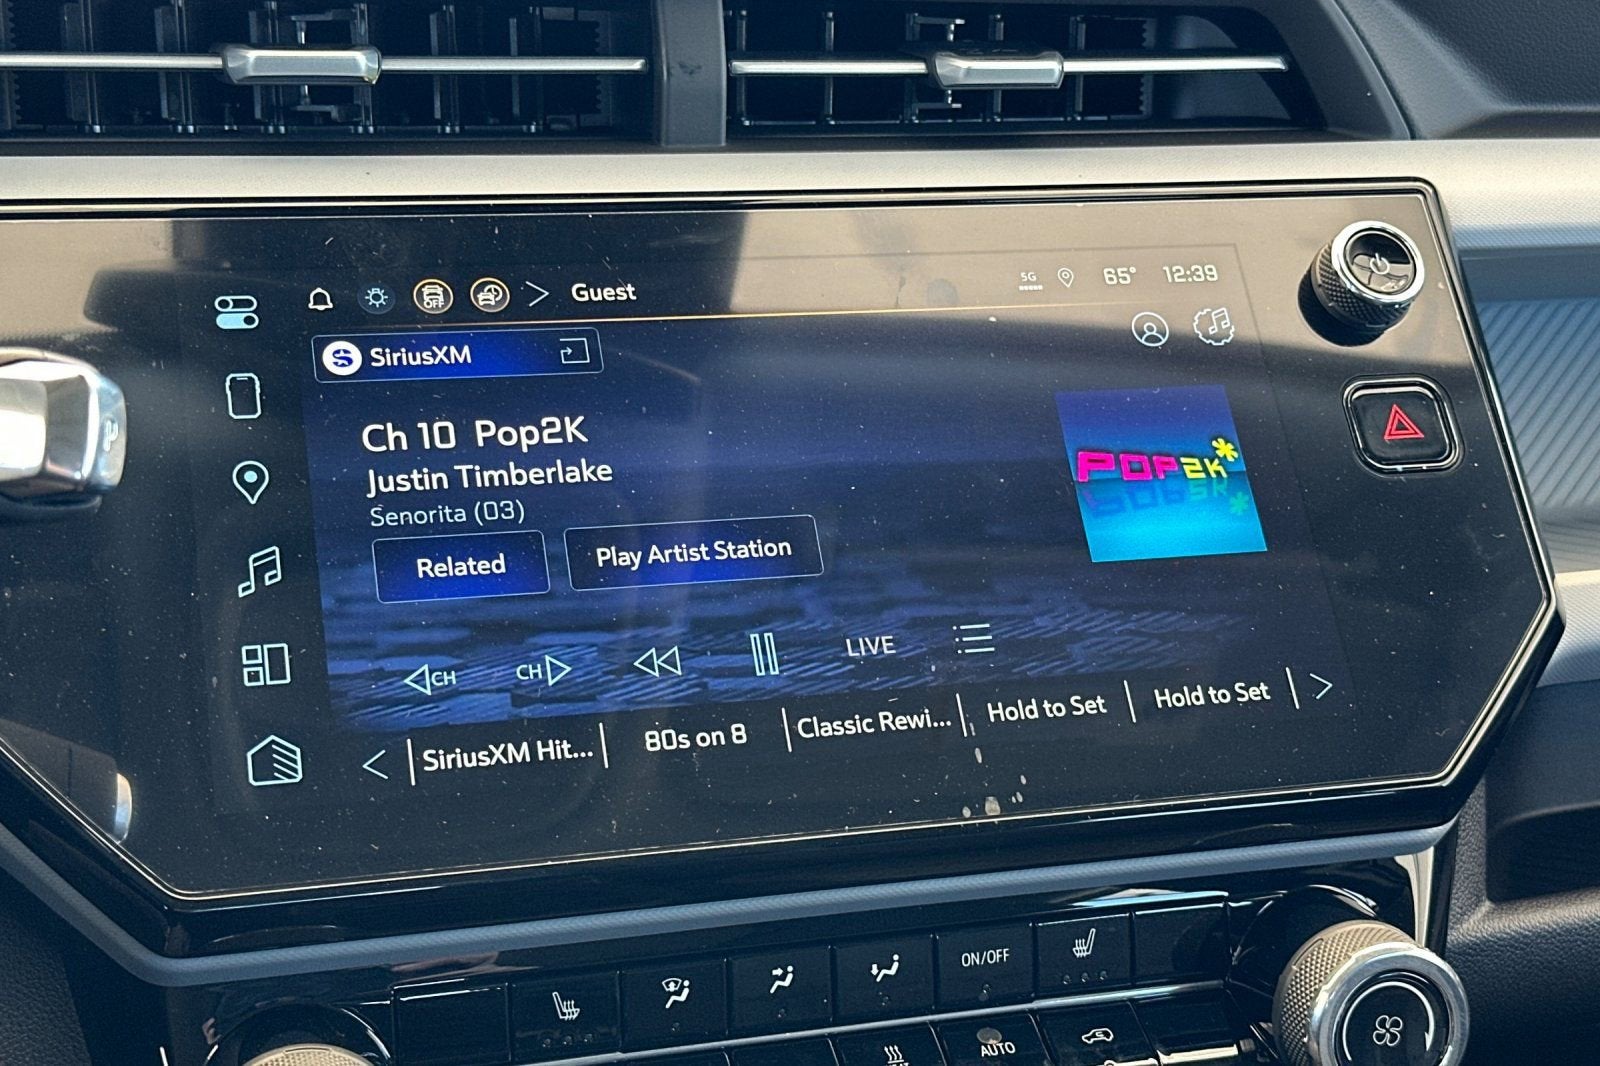 OFF
Guest
5G
65°
12:39
SiriusXM
Ch 10 Pop2K
Justin Timberlake
Senorita (03)
Related
Play Artist Station
POP2K*
CH
CH
LIVE
SiriusXM Hit...
80s on 8
Classic Rewi...
Hold to Set
Hold to Set
ON/OFF
AUTO